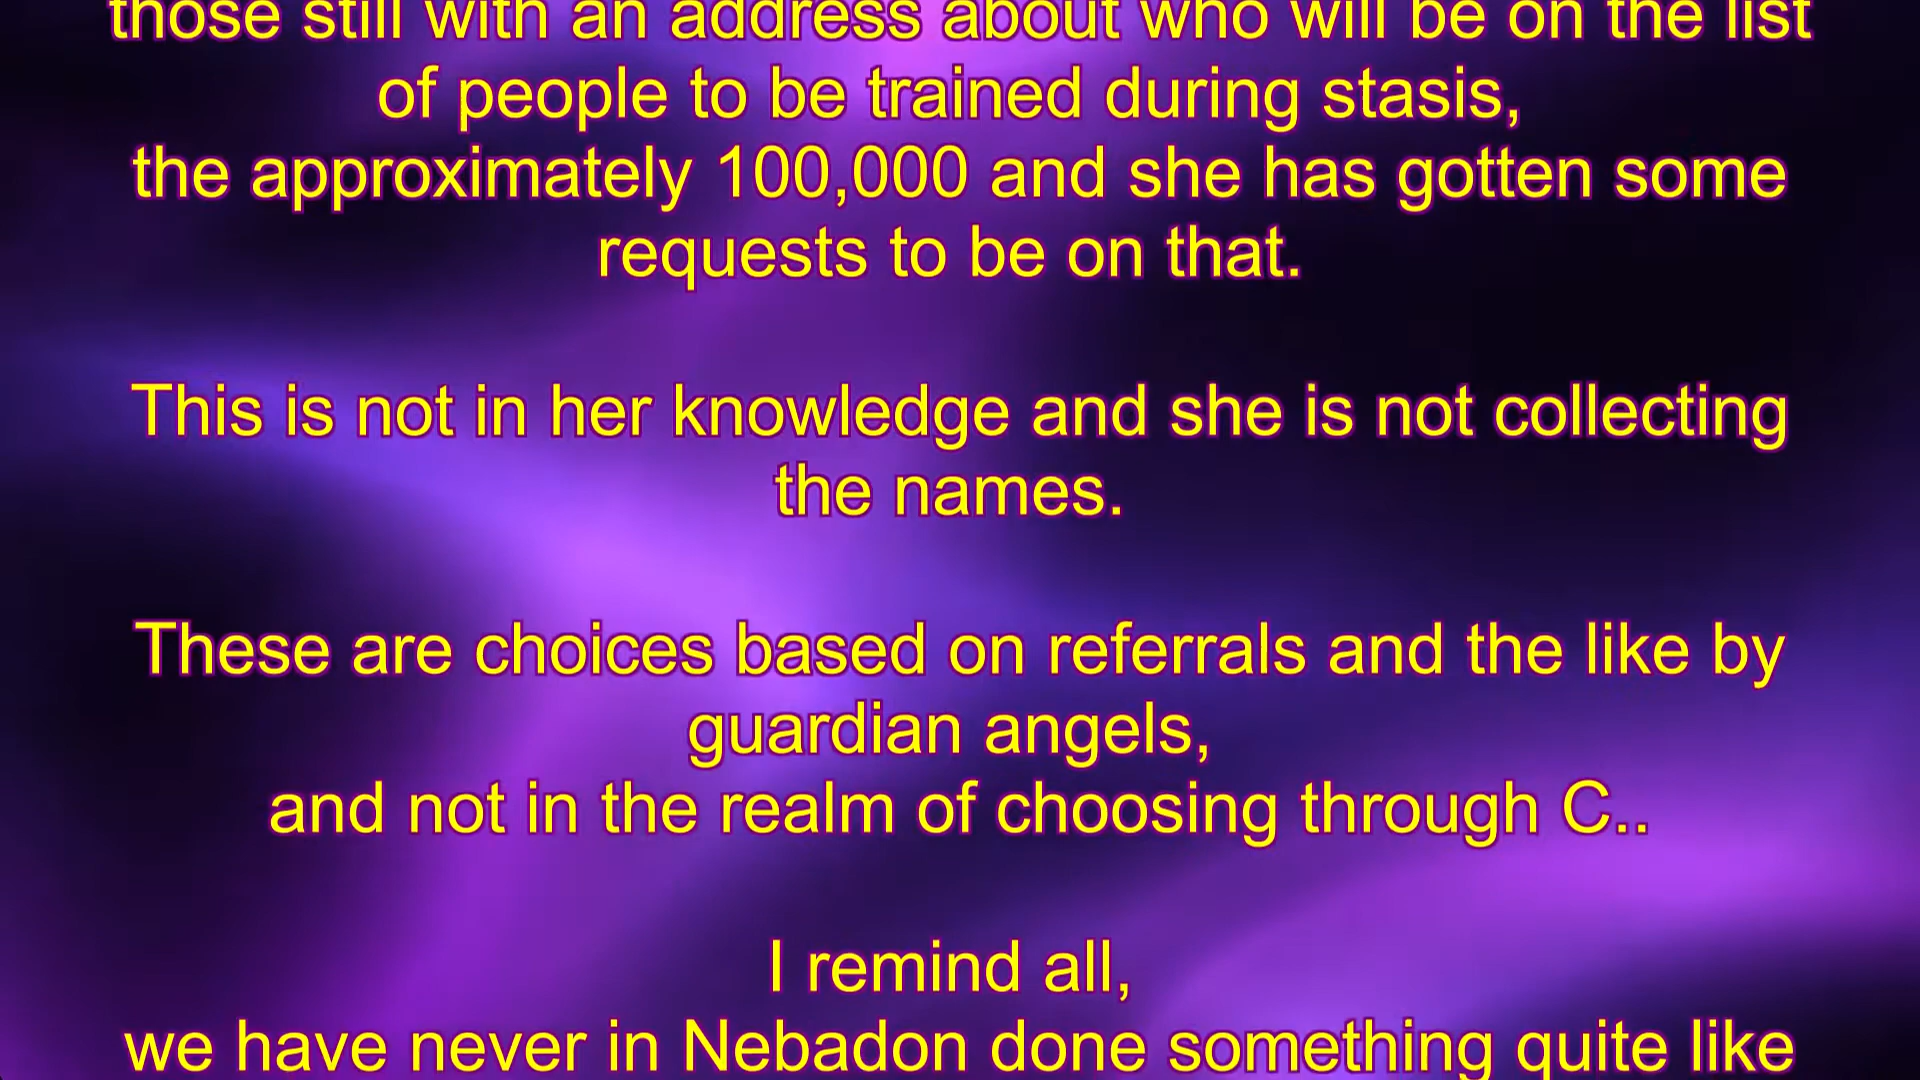 those still with an address about who will be on the list
of people to be trained during stasis,
the approximately 100,000 and she has gotten some
requests to be on that.
This is not in her knowledge and she is not collecting
the names.
These are choices based on referrals and the like by
guardian angels,
and not in the realm of choosing through C..
I remind all,
we have never in Nebadon done something quite like